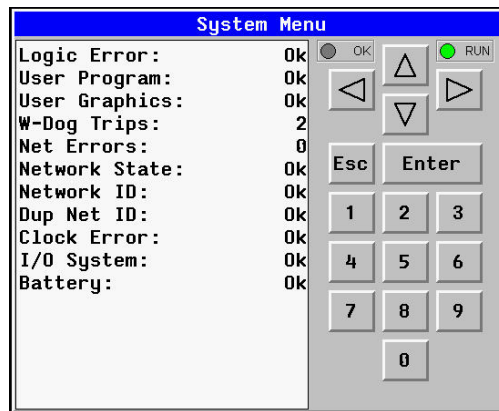 System Menu
Logic Error: Ok
User Program: Ok
User Graphics: Ok
W-Dog Trips: 2
Net Errors: 0
Network State: Ok
Network ID: Ok
Dup Net ID: Ok
Clock Error: Ok
I/O System: Ok
Battery: Ok
OK
RUN
Esc Enter
1 2 3
4 5 6
7 8 9
0